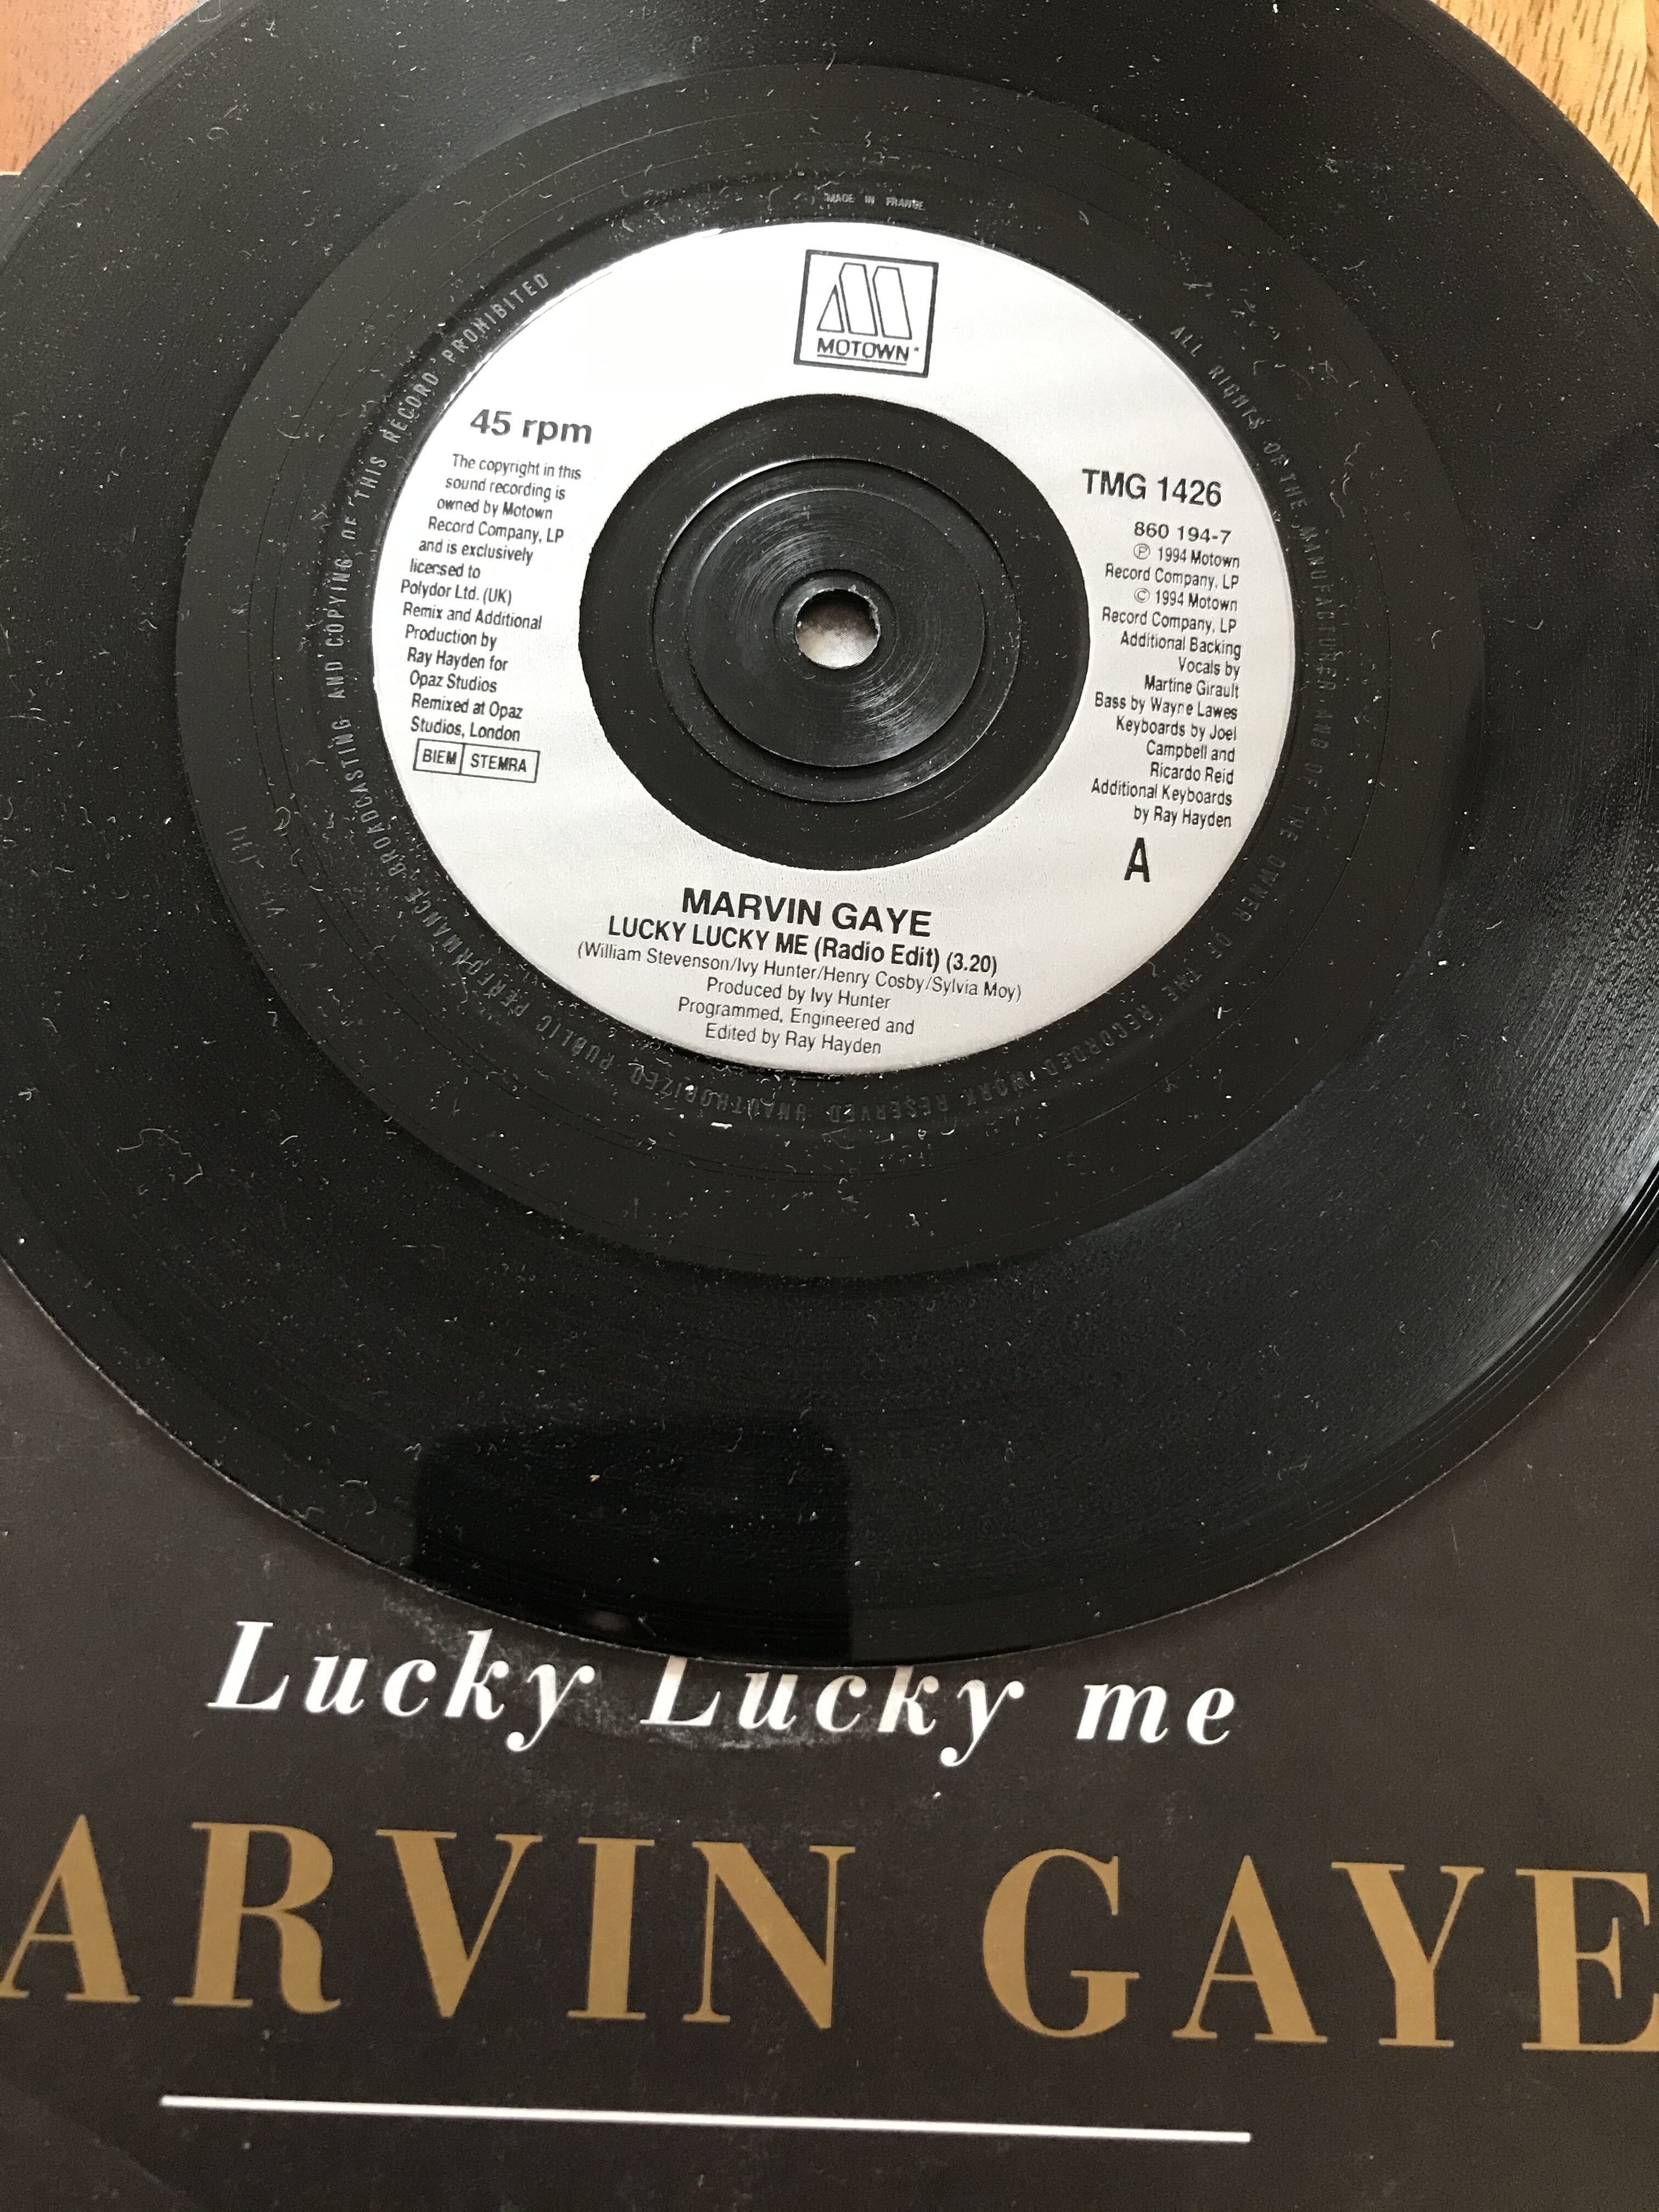 MADE IN FRANCE
ALL RIGHTS OF THE MANUFACTURER AND OF THE OWNER OF THE RECORDED WORK RESERVED UNAUTHORIZED PUBLIC PERFORMANCE BROADCASTING AND COPYING OF THIS RECORD PROHIBITED
MOTOWN
45 rpm
The copyright in this
sound recording is
owned by Motown
Record Company, LP
and is exclusively
licensed to
Polydor Ltd. (UK)
Remix and Additional
Production by
Ray Hayden for
Opaz Studios
Remixed at Opaz
Studios, London
BIEM STEMRA
TMG 1426
860 194-7
℗ 1994 Motown
Record Company, LP
© 1994 Motown
Record Company, LP
Additional Backing
Vocals by
Martine Girault
Bass by Wayne Lawes
Keyboards by Joel
Campbell and
Ricardo Reid
Additional Keyboards
by Ray Hayden
A
MARVIN GAYE
LUCKY LUCKY ME (Radio Edit) (3.20)
(William Stevenson/Ivy Hunter/Henry Cosby/Sylvia Moy)
Produced by Ivy Hunter
Programmed, Engineered and
Edited by Ray Hayden
Lucky Lucky me
ARVIN GAYE